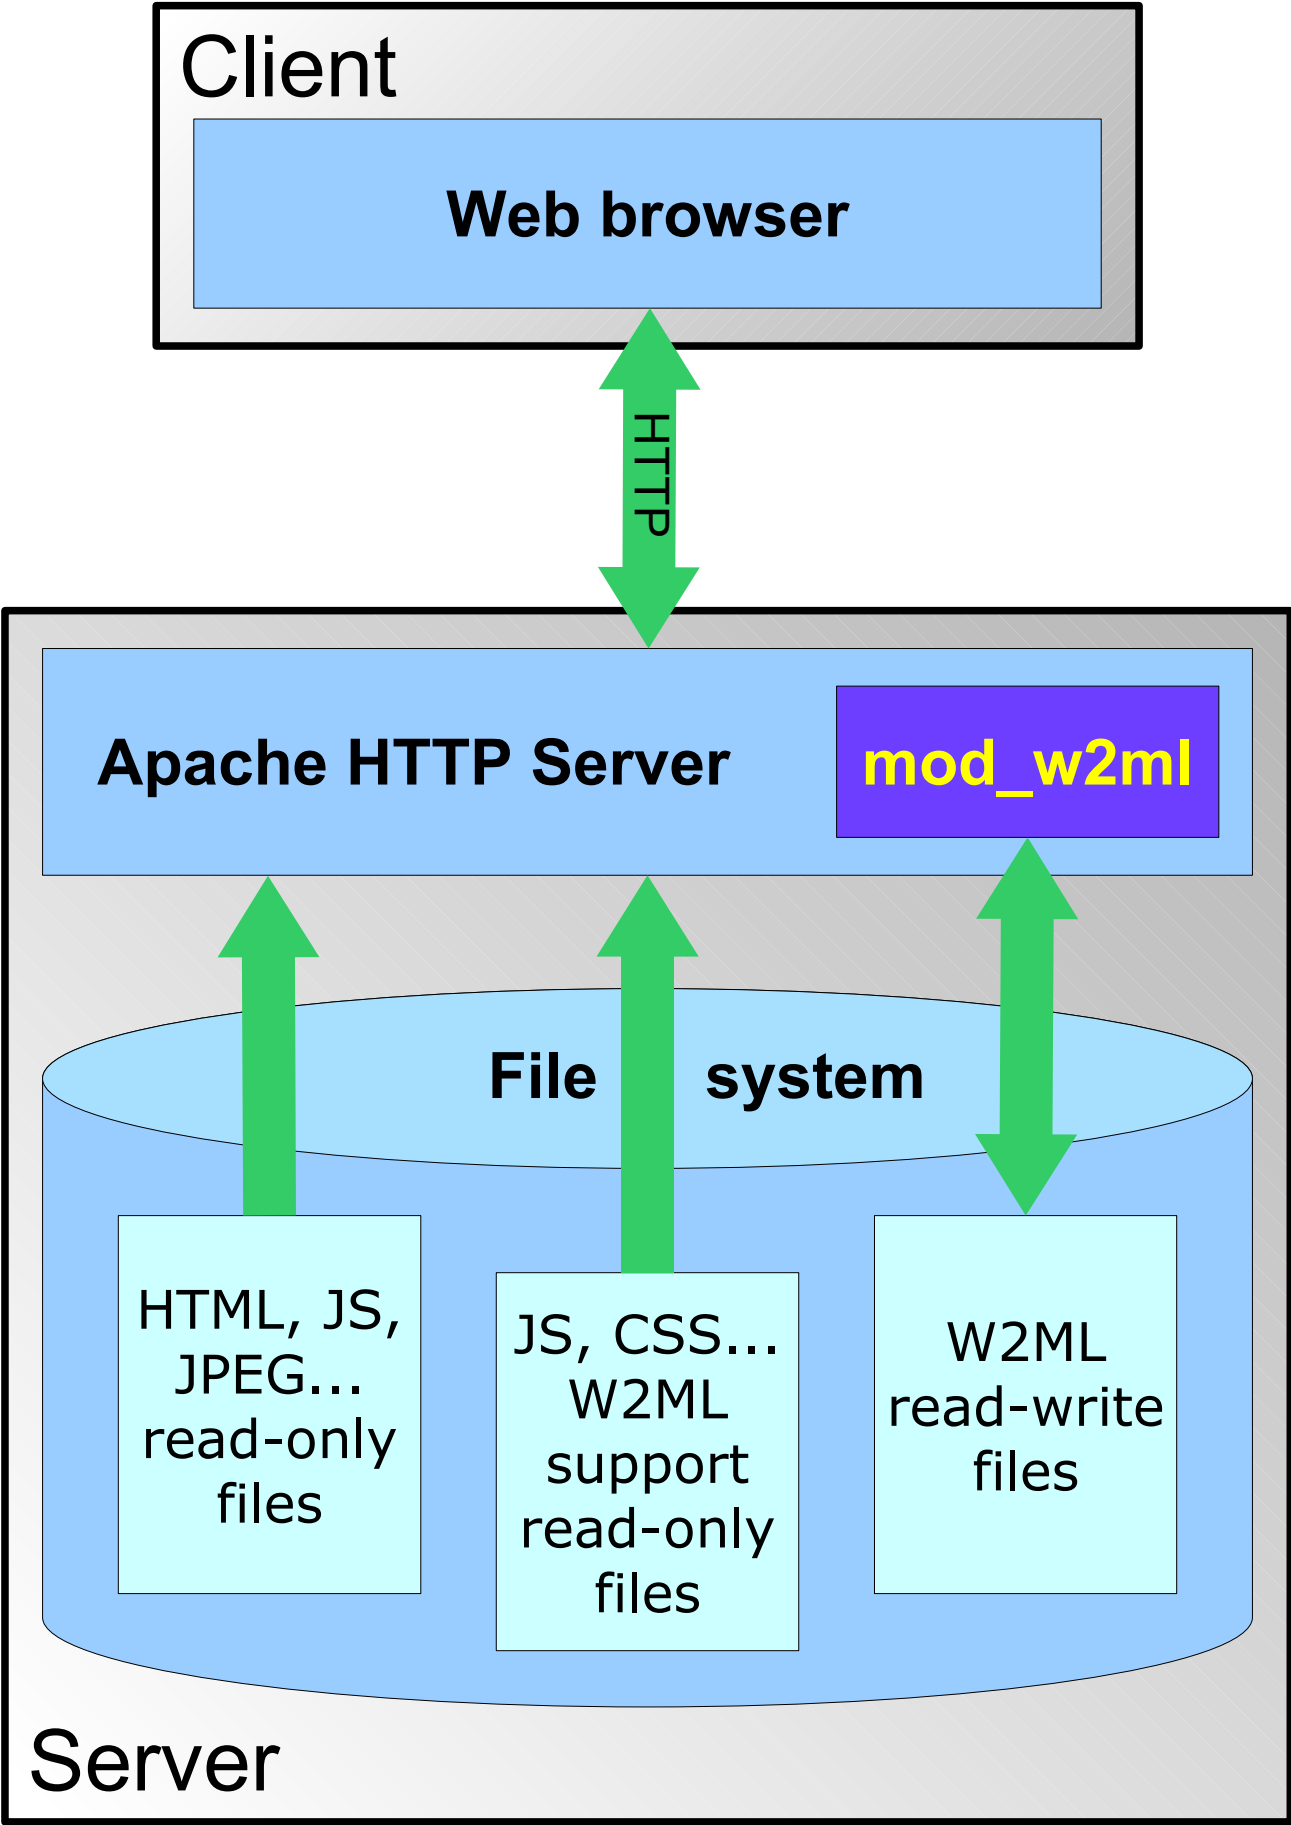 Client
Web browser
HTTP
Apache HTTP Server
mod_w2ml
File system
HTML, JS,
JPEG...
read-only
files
JS, CSS...
W2ML
support
read-only
files
W2ML
read-write
files
Server